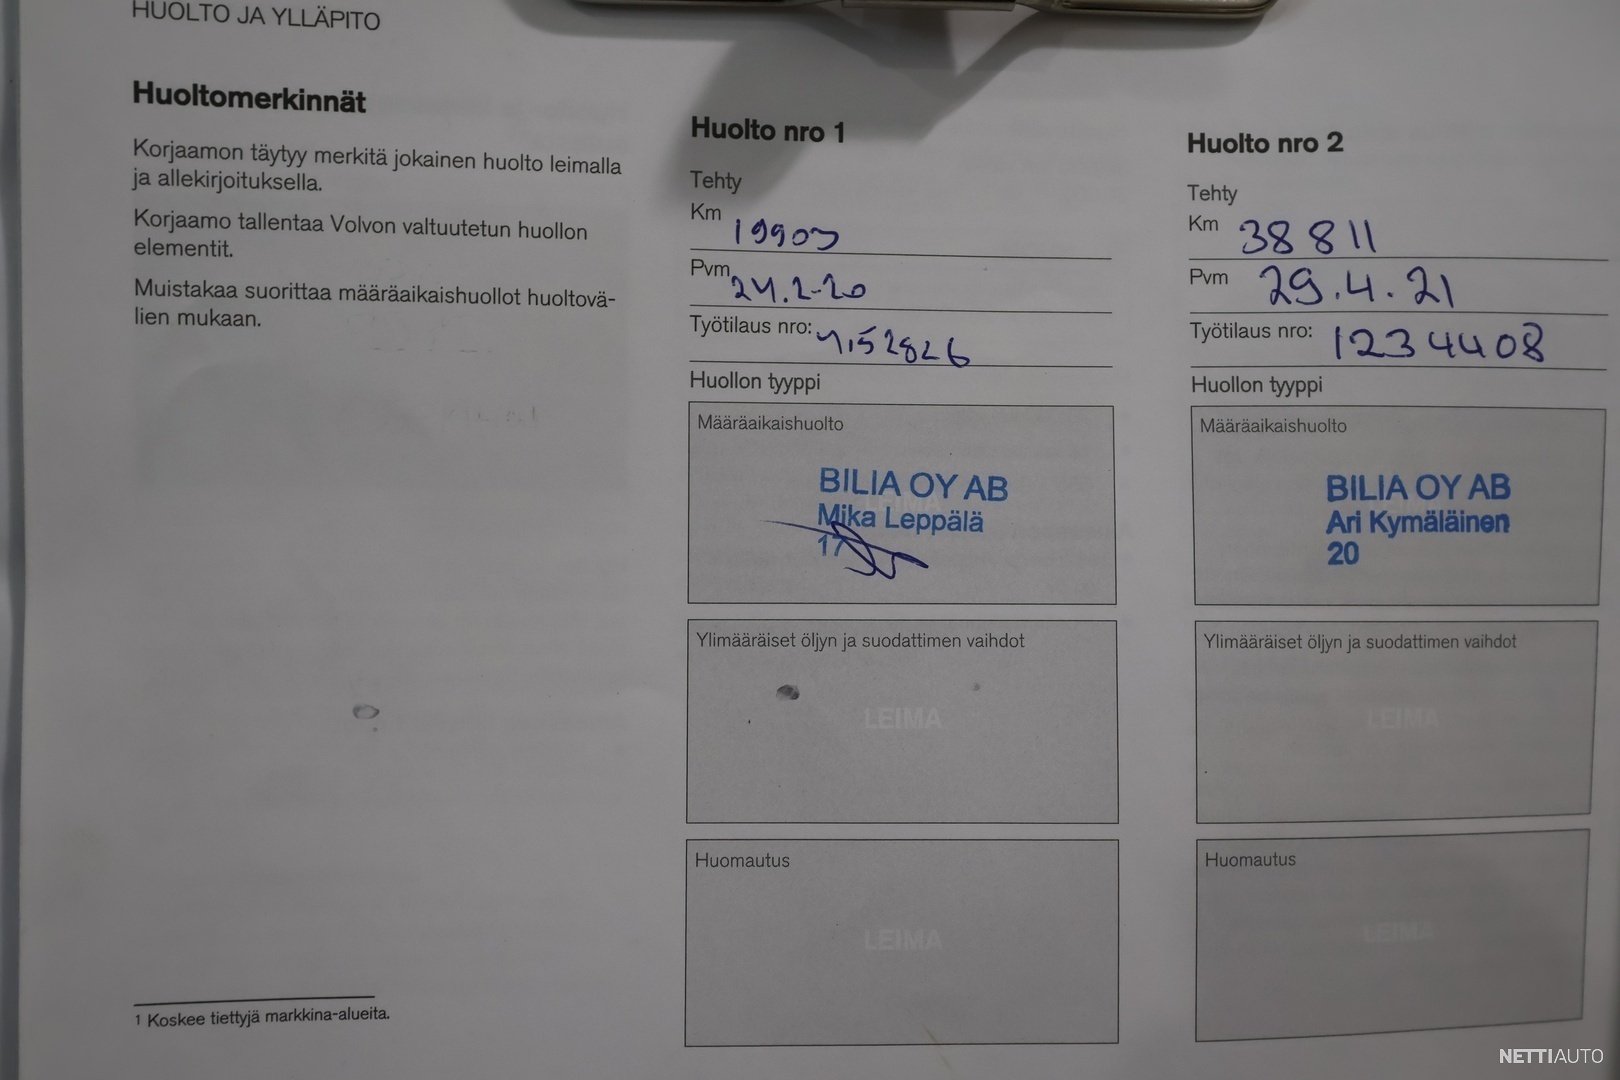 HUOLTO JA YLLÄPITO
Huoltomerkinnät
Korjaamon täytyy merkitä jokainen huolto leimalla
ja allekirjoituksella.
Korjaamo tallentaa Volvon valtuutetun huollon
elementit.
Muistakaa suorittaa määräaikaishuollot huoltovä-
lien mukaan.
1 Koskee tiettyjä markkina-alueita.
Huolto nro 1
Tehty
Km 19903
Pvm 24.2-20
Työtilaus nro:
Huollon tyyppi
Määräaikaishuolto
BILIA OY AB
Mika Leppälä
17
Ylimääräiset öljyn ja suodattimen vaihdot
LEIMA
Huomautus
LEIMA
Huolto nro 2
Tehty
Km 38811
Pvm 29.4.21
Työtilaus nro: 1234408
Huollon tyyppi
Määräaikaishuolto
BILIA OY AB
Ari Kymäläinen
20
Ylimääräiset öljyn ja suodattimen vaihdot
LEIMA
Huomautus
LEIMA
NETTIAUTO